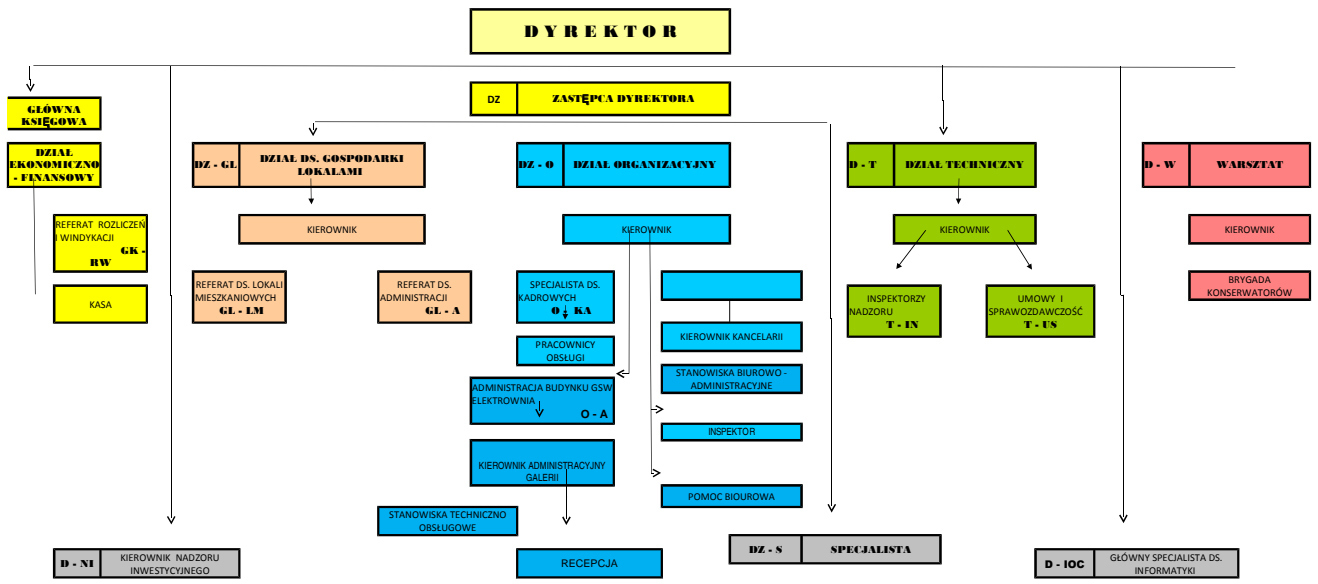 DYREKTOR
DZ ZASTĘPCA DYREKTORA
GŁÓWNA
KSIĘGOWA
DZIAŁ
EKONOMICZNO
- FINANSOWY
DZ - GL
DZIAŁ DS. GOSPODARKI
LOKALAMI
DZ - O
DZIAŁ ORGANIZACYJNY
D - T
DZIAŁ TECHNICZNY
D - W
WARSZTAT
REFERAT ROZLICZEŃ
I WINDYKACJI
GK -
RW
KIEROWNIK
KIEROWNIK
KIEROWNIK
KIEROWNIK
KASA
REFERAT DS. LOKALI
MIESZKANIOWYCH
GL - LM
REFERAT DS.
ADMINISTRACJI
GL - A
SPECJALISTA DS.
KADROWYCH
O - KA
INSPEKTORZY
NADZORU
T - IN
UMOWY I
SPRAWOZDAWCZOŚĆ
T - US
BRYGADA
KONSERWATORÓW
PRACOWNICY
OBSŁUGI
KIEROWNIK KANCELARII
ADMINISTRACJA BUDYNKU GSW
ELEKTROWNIA
O - A
STANOWISKA BIUROWO -
ADMINISTRACYJNE
INSPEKTOR
KIEROWNIK ADMINISTRACYJNY
GALERII
POMOC BIOUROWA
STANOWISKA TECHNICZNO
OBSŁUGOWE
D - NI
KIEROWNIK NADZORU
INWESTYCYJNEGO
RECEPCJA
DZ - S
SPECJALISTA
D - IOC
GŁÓWNY SPECJALISTA DS.
INFORMATYKI